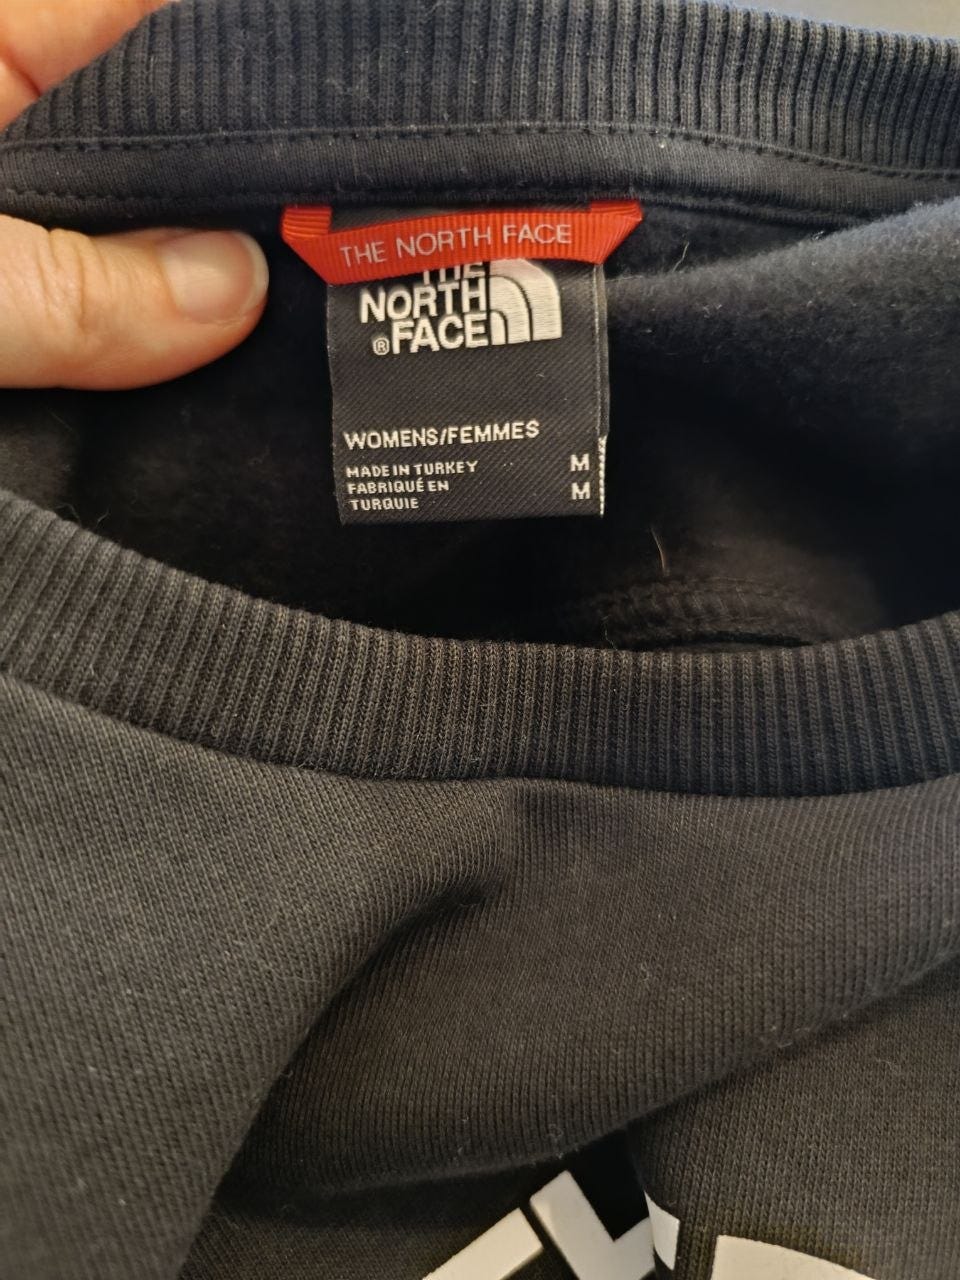 THE NORTH FACE
THE
NORTH
®FACE
WOMENS/FEMMES
MADE IN TURKEY M
FABRIQUÉ EN M
TURQUIE